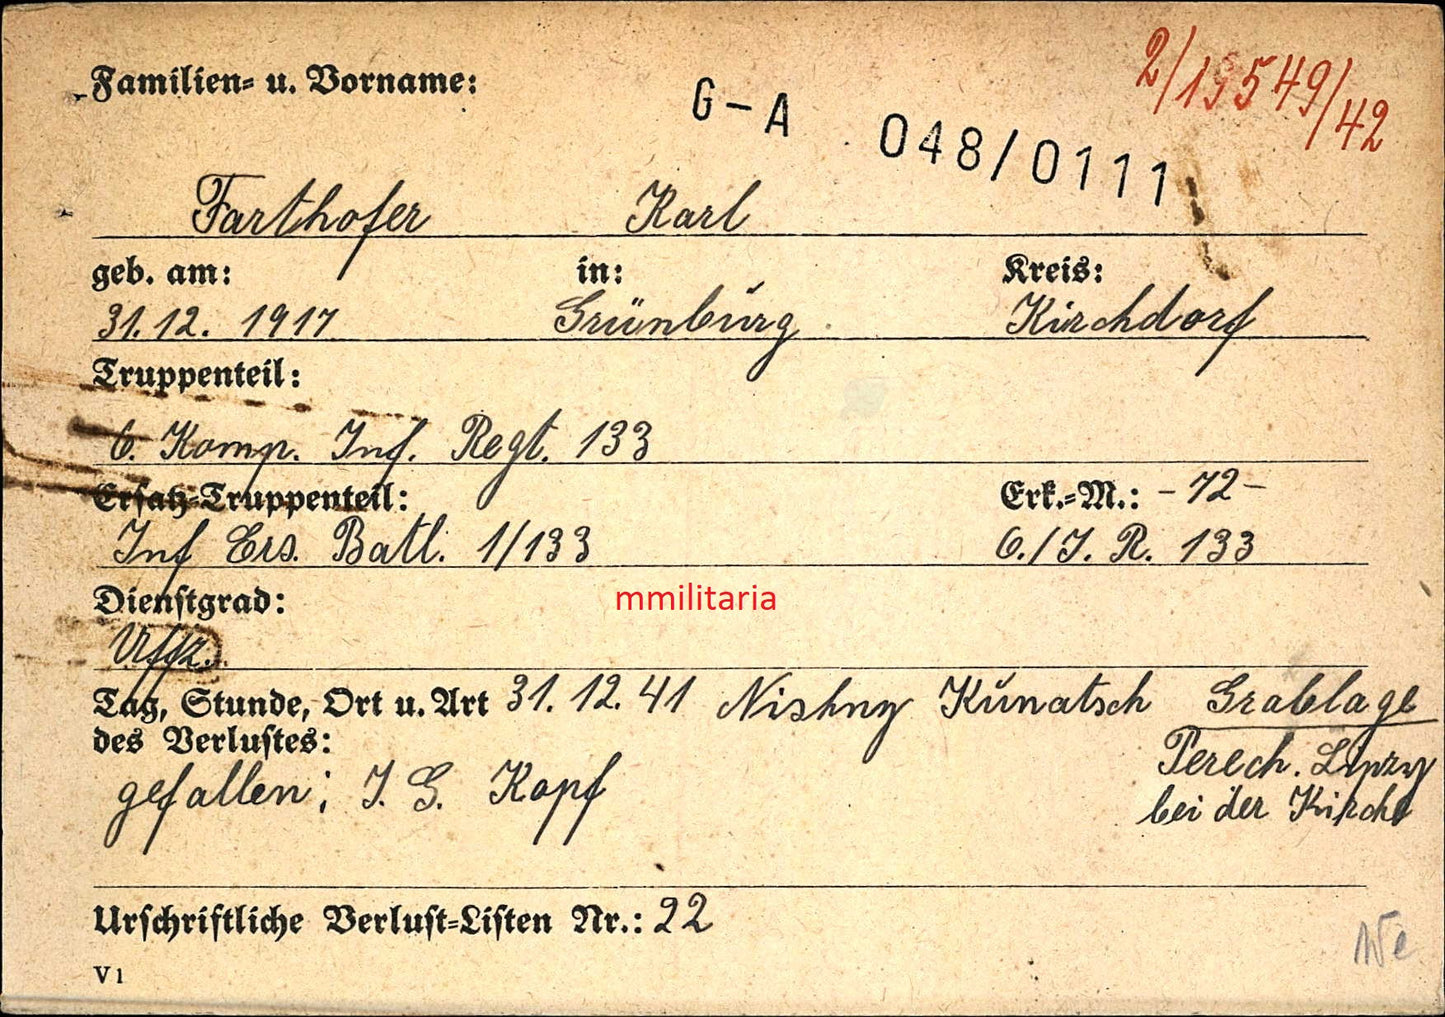 Familien- u. Vorname:
G-A 048/0111
2/19549/42
Farthofer Karl
geb. am: in: Kreis:
31.12. 1917 Grünburg Kirchdorf
Truppenteil:
6. Komp. Inf. Regt. 133
Ersatz-Truppenteil: Erk.-M.: -72-
Inf Ers. Batl. 1/133 6./I. R. 133
Dienstgrad:
mmilitaria
Uffz.
Tag, Stunde, Ort u. Art 31.12.41 Nishny Kunatsch Grablage
des Verlustes: Perech. Lipzy
gefallen; I. G. Kopf bei der Kirche
Urschriftliche Verlust-Listen Nr.: 22
V1